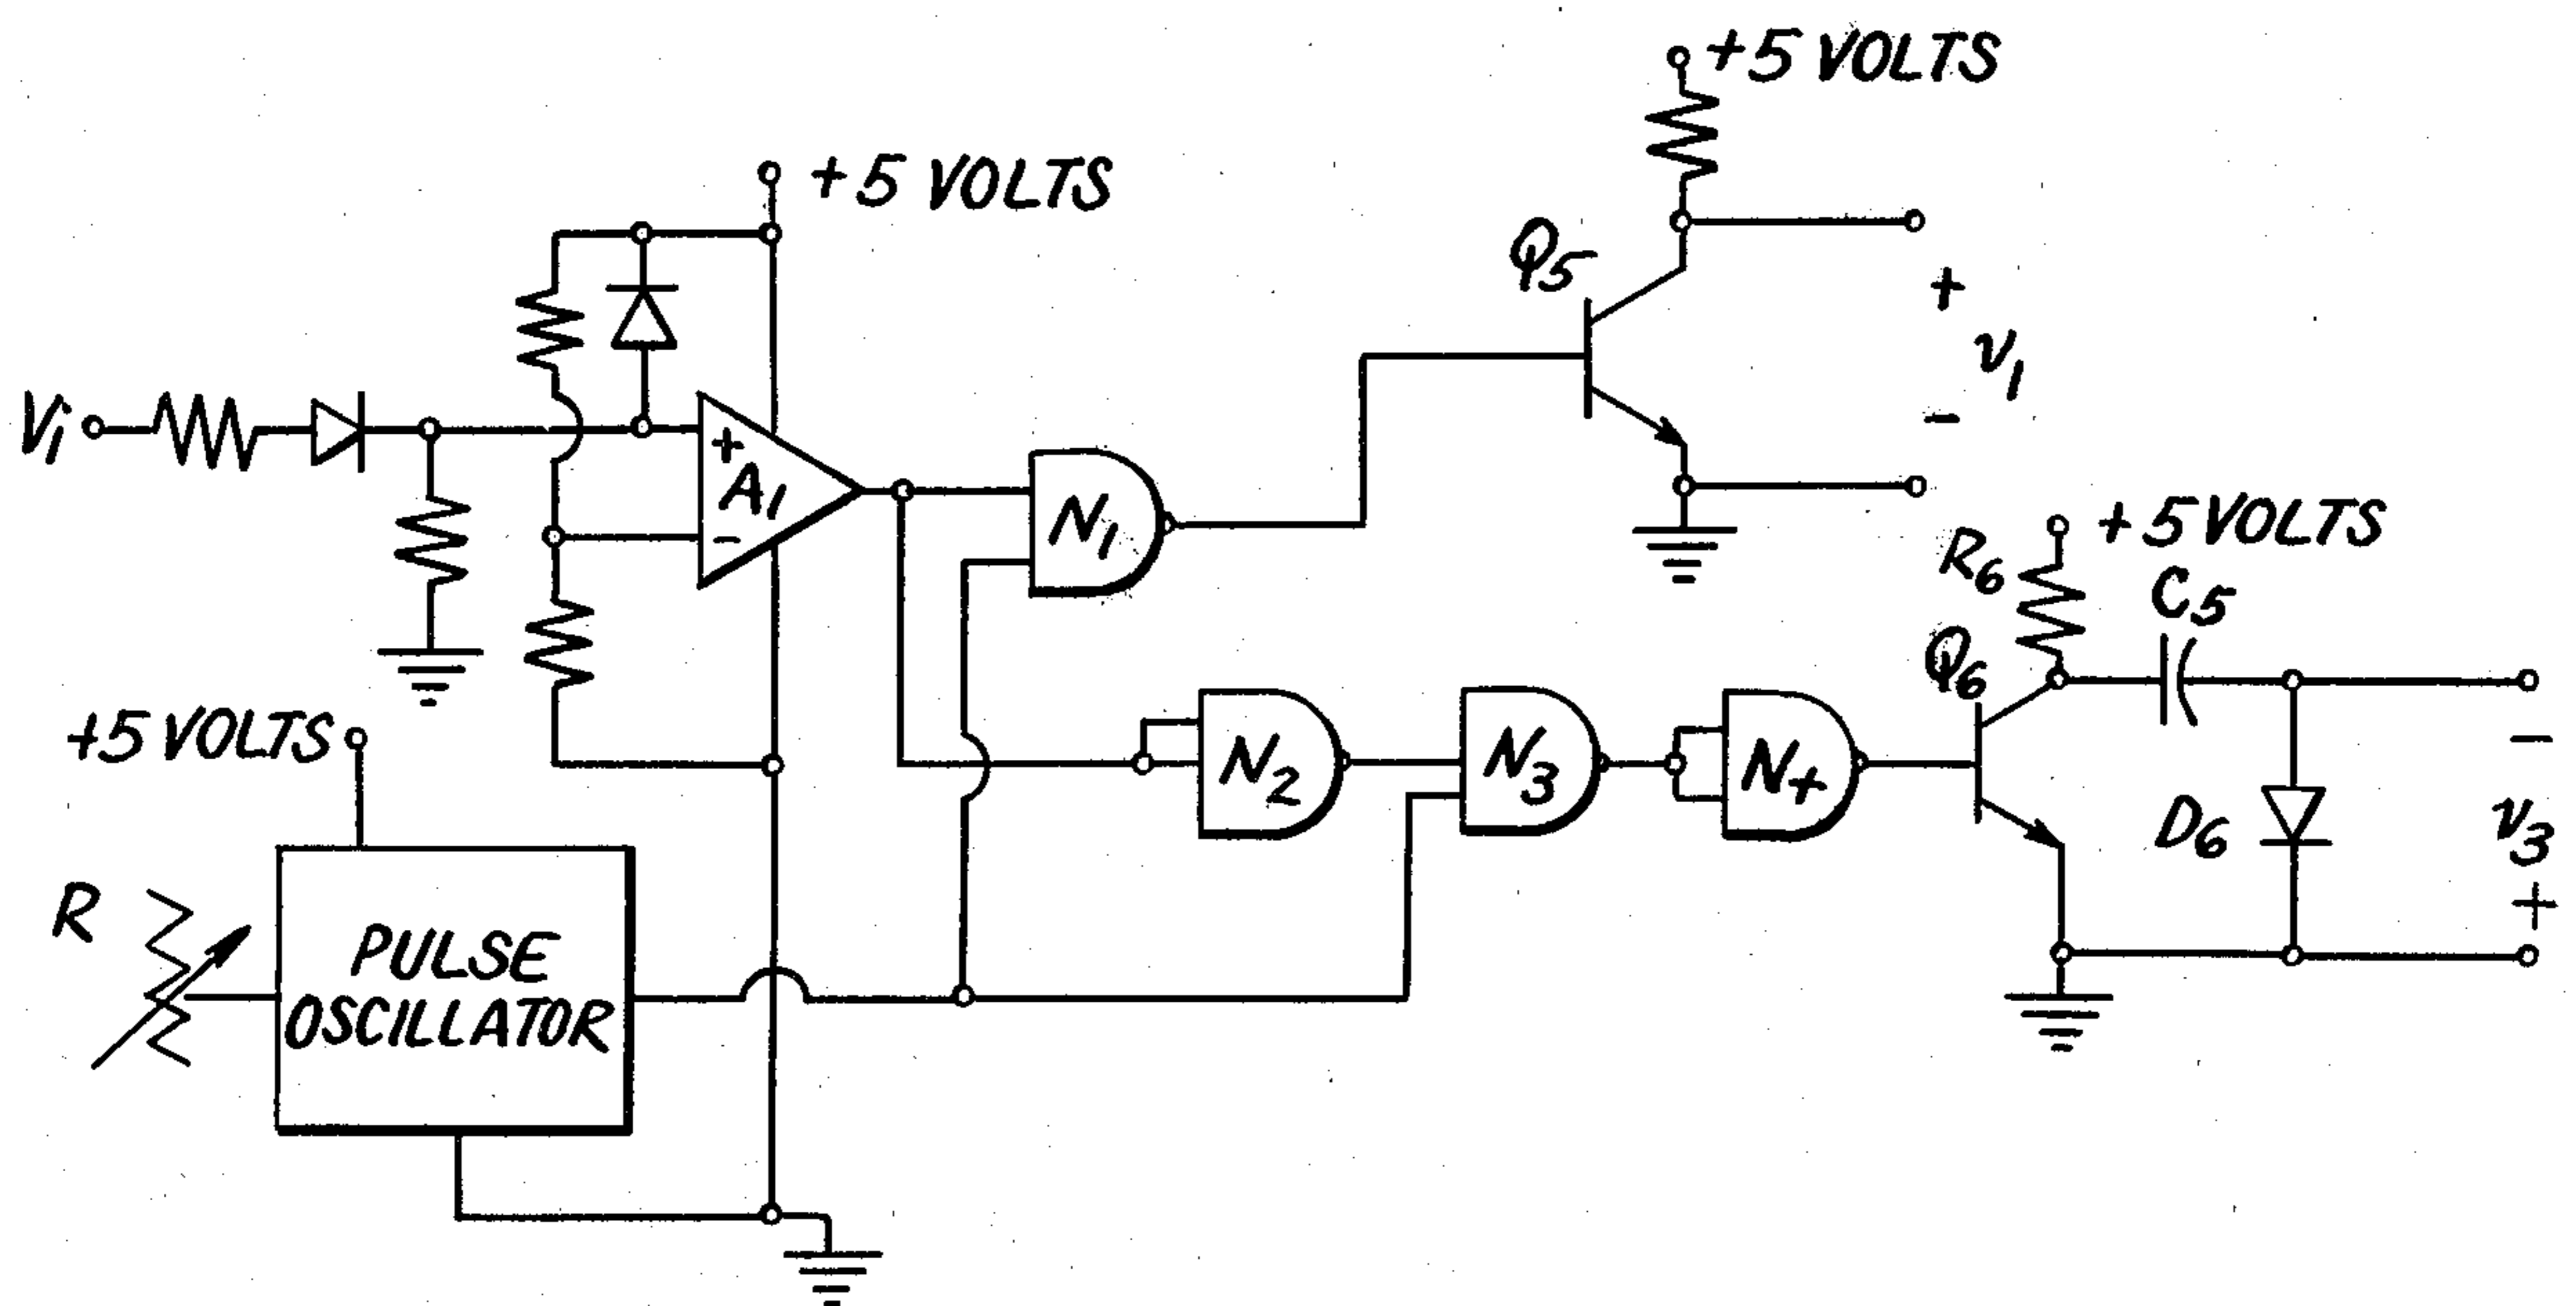 +5 VOLTS
+5 VOLTS
Q5
+
v1
-
Vi
+
A1
-
N1
+5 VOLTS
R6
C5
Q6
+5 VOLTS
N2
N3
N4
-
D6
v3
+
R
PULSE
OSCILLATOR